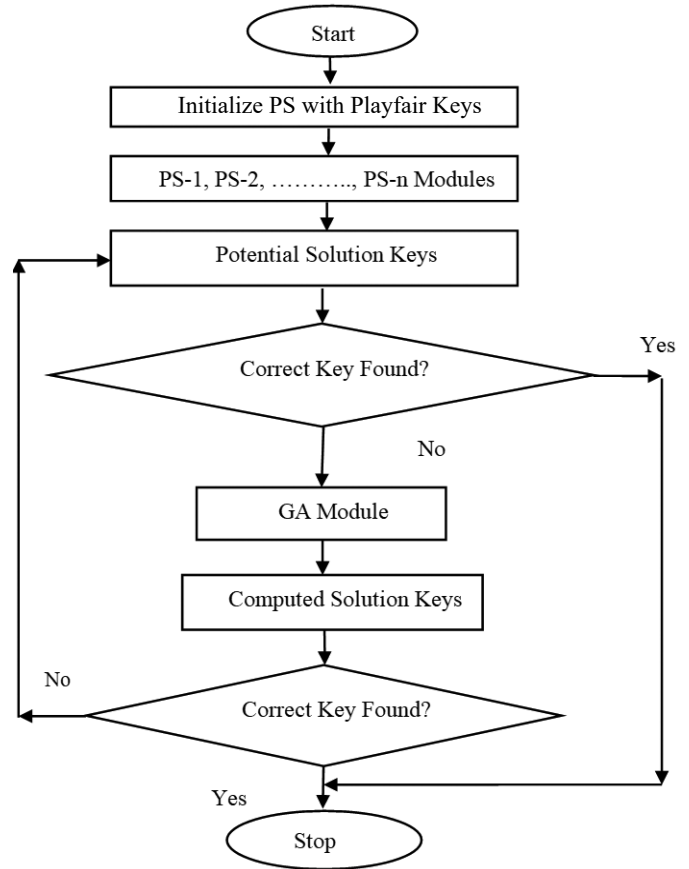 Start
Initialize PS with Playfair Keys
PS-1, PS-2, ……….., PS-n Modules
Potential Solution Keys
Correct Key Found?
Yes
No
GA Module
Computed Solution Keys
No
Correct Key Found?
Yes
Stop